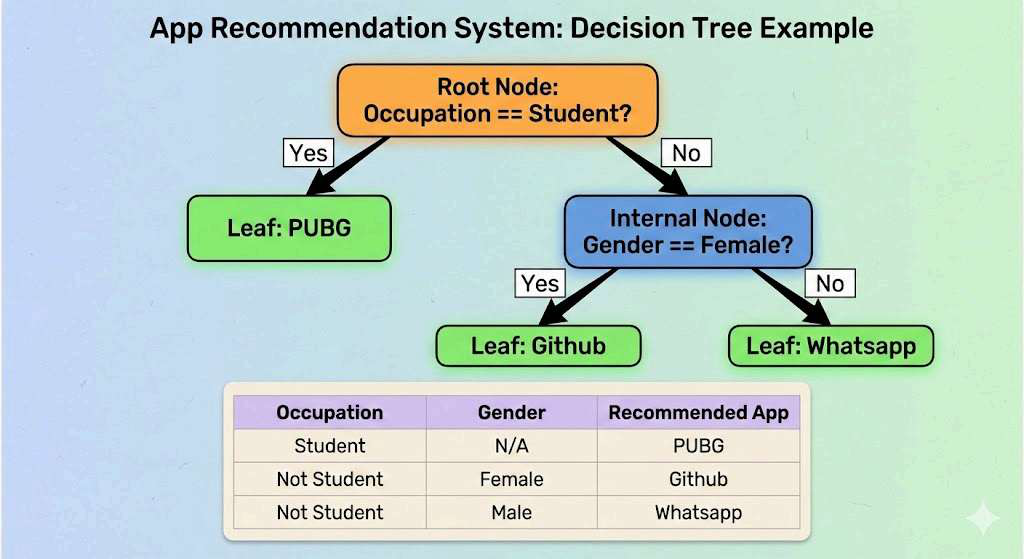 App Recommendation System: Decision Tree Example
Root Node:
Occupation == Student?
Yes
No
Leaf: PUBG
Internal Node:
Gender == Female?
Yes
No
Leaf: Github
Leaf: Whatsapp
Occupation Gender Recommended App
Student N/A PUBG
Not Student Female Github
Not Student Male Whatsapp